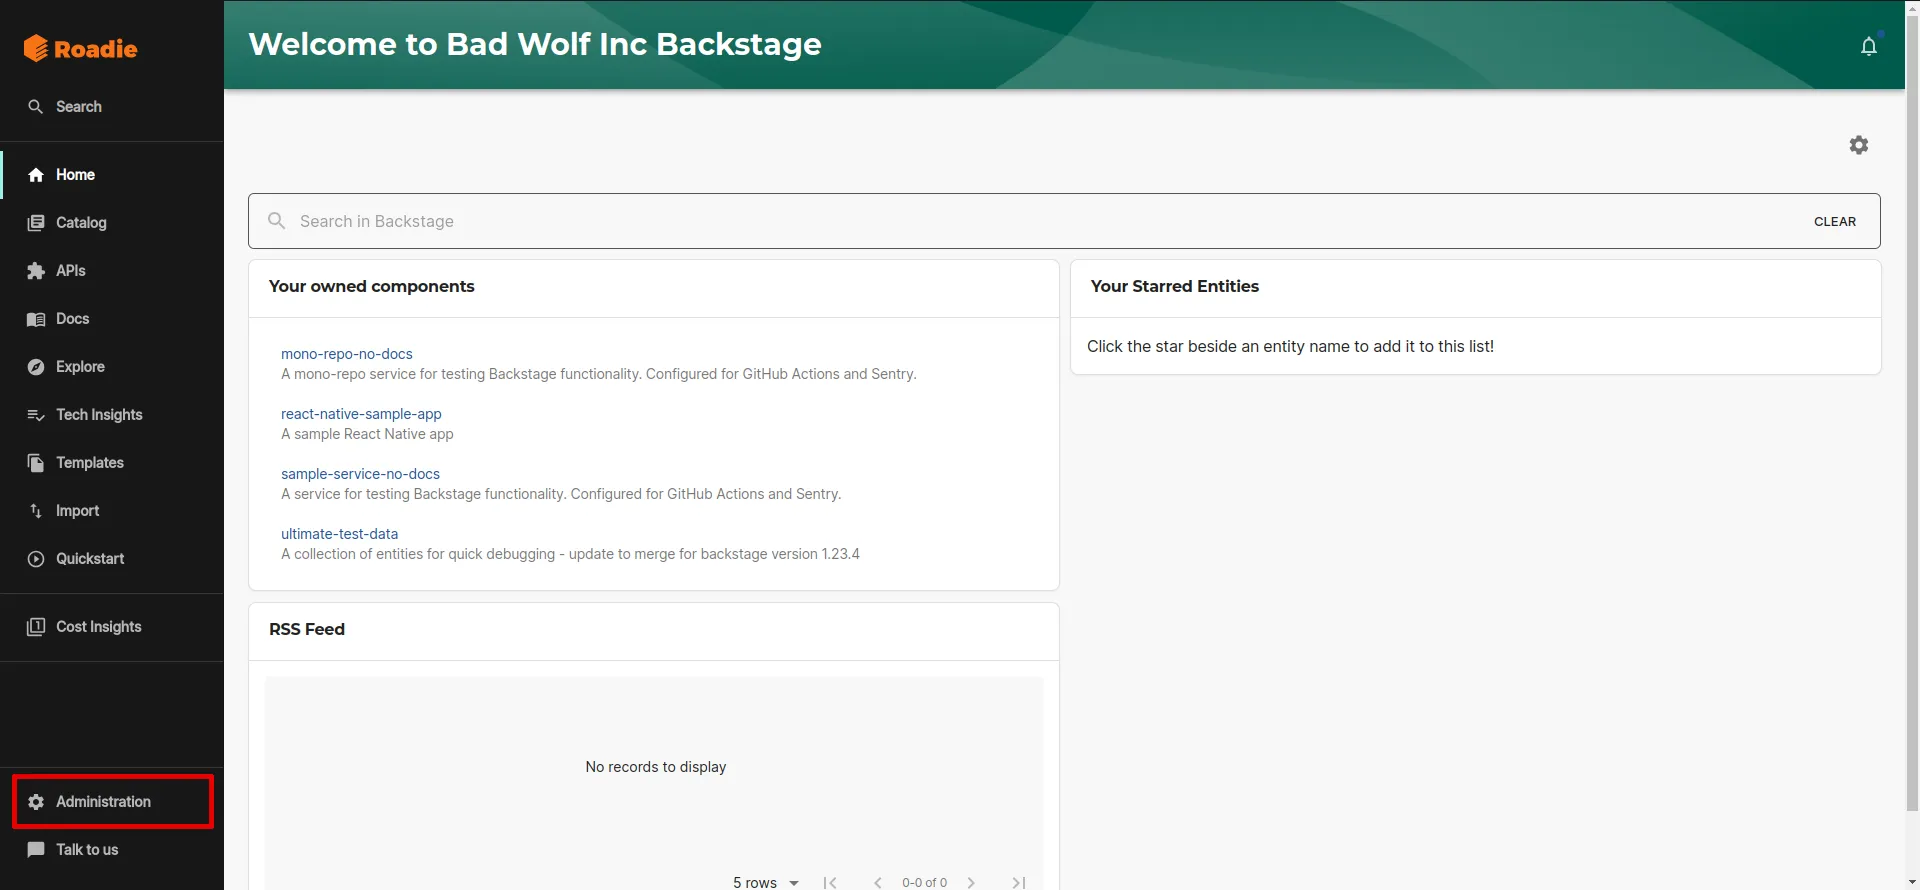 Roadie
Search
Home
Catalog
APIs
Docs
Explore
Tech Insights
Templates
Import
Quickstart
1
Cost Insights
Administration
Talk to us
Welcome to Bad Wolf Inc Backstage
Search in Backstage
CLEAR
Your owned components
mono-repo-no-docs
A mono-repo service for testing Backstage functionality. Configured for GitHub Actions and Sentry.
react-native-sample-app
A sample React Native app
sample-service-no-docs
A service for testing Backstage functionality. Configured for GitHub Actions and Sentry.
ultimate-test-data
A collection of entities for quick debugging - update to merge for backstage version 1.23.4
RSS Feed
No records to display
5 rows
0-0 of 0
Your Starred Entities
Click the star beside an entity name to add it to this list!